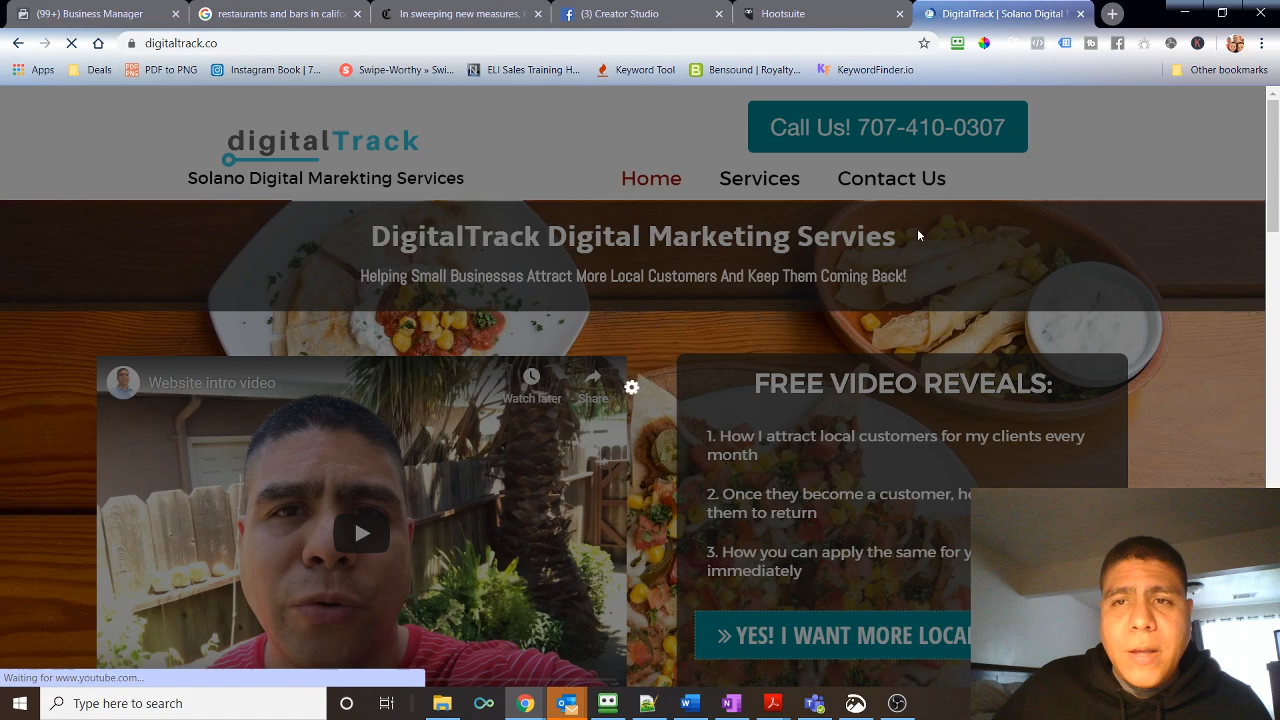 (99+) Business Manager
restaurants and bars in califo
In sweeping new measures,
(3) Creator Studio
Hootsuite
DigitalTrack | Solano Digital
digitaltrack.co
Apps
Deals
PDF to PNG
Instagram Book | 7...
Swipe-Worthy » Swi...
ELI Sales Training H...
Keyword Tool
Bensound | Royalty...
KeywordFinder.io
Other bookmarks
digitalTrack
Solano Digital Marekting Services
Call Us! 707-410-0307
Home Services Contact Us
DigitalTrack Digital Marketing Servies
Helping Small Businesses Attract More Local Customers And Keep Them Coming Back!
Website intro video
Watch later
Share
FREE VIDEO REVEALS:
1. How I attract local customers for my clients every
month
2. Once they become a customer,
them to return
3. How you can apply the same for
immediately
» YES! I WANT MORE
Waiting for www.youtube.com...
Type here to search